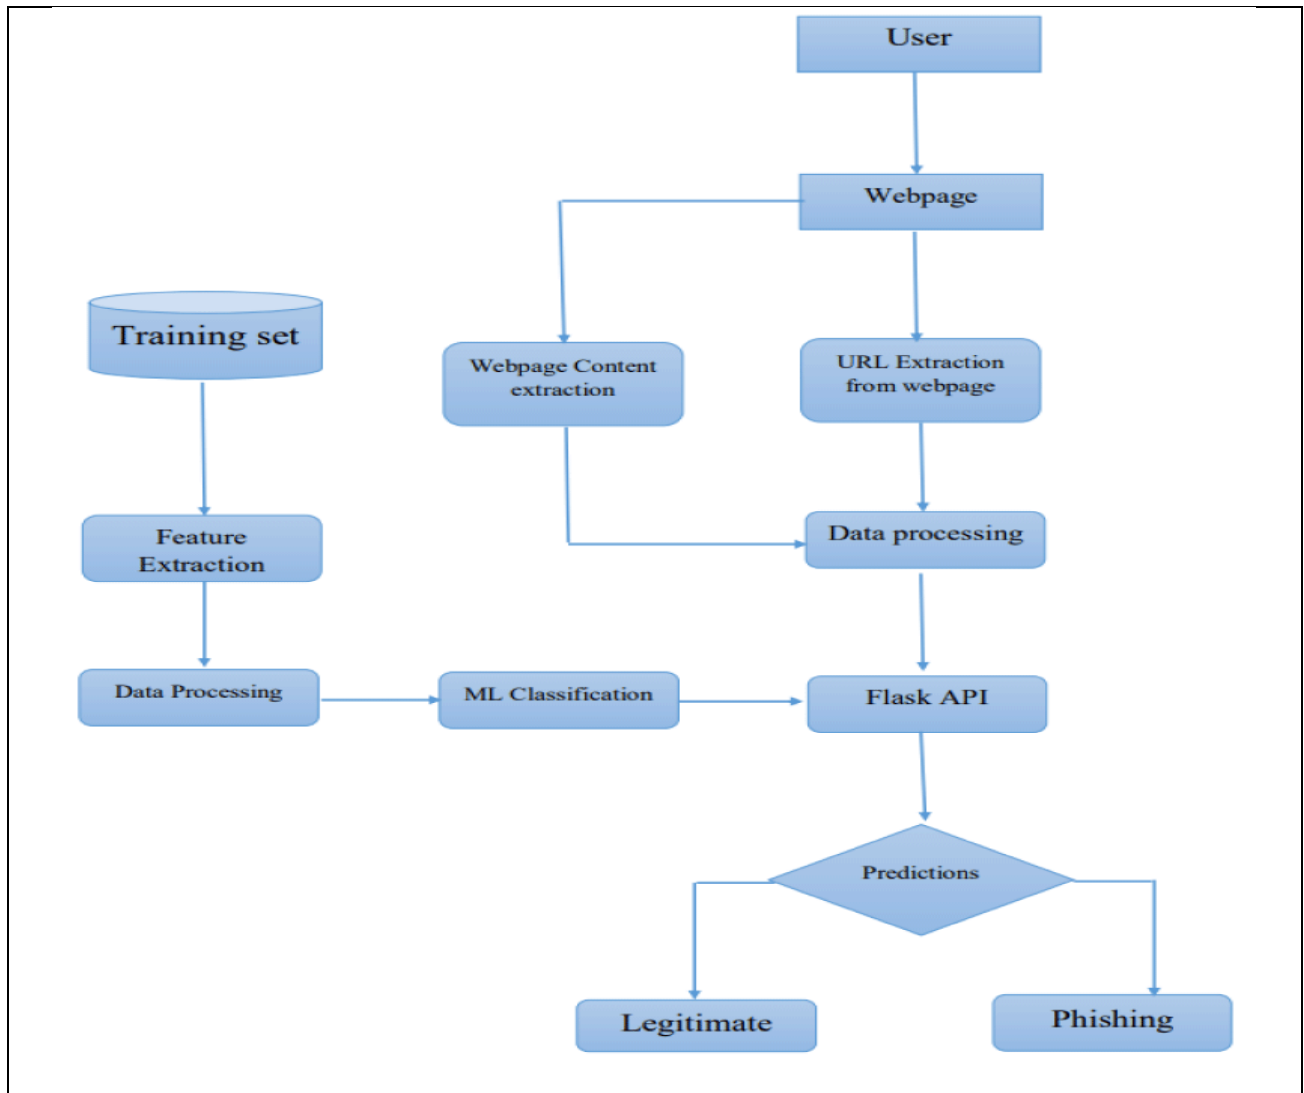 User
Webpage
Training set
Webpage Content
extraction
URL Extraction
from webpage
Feature
Extraction
Data processing
Data Processing
ML Classification
Flask API
Predictions
Legitimate
Phishing